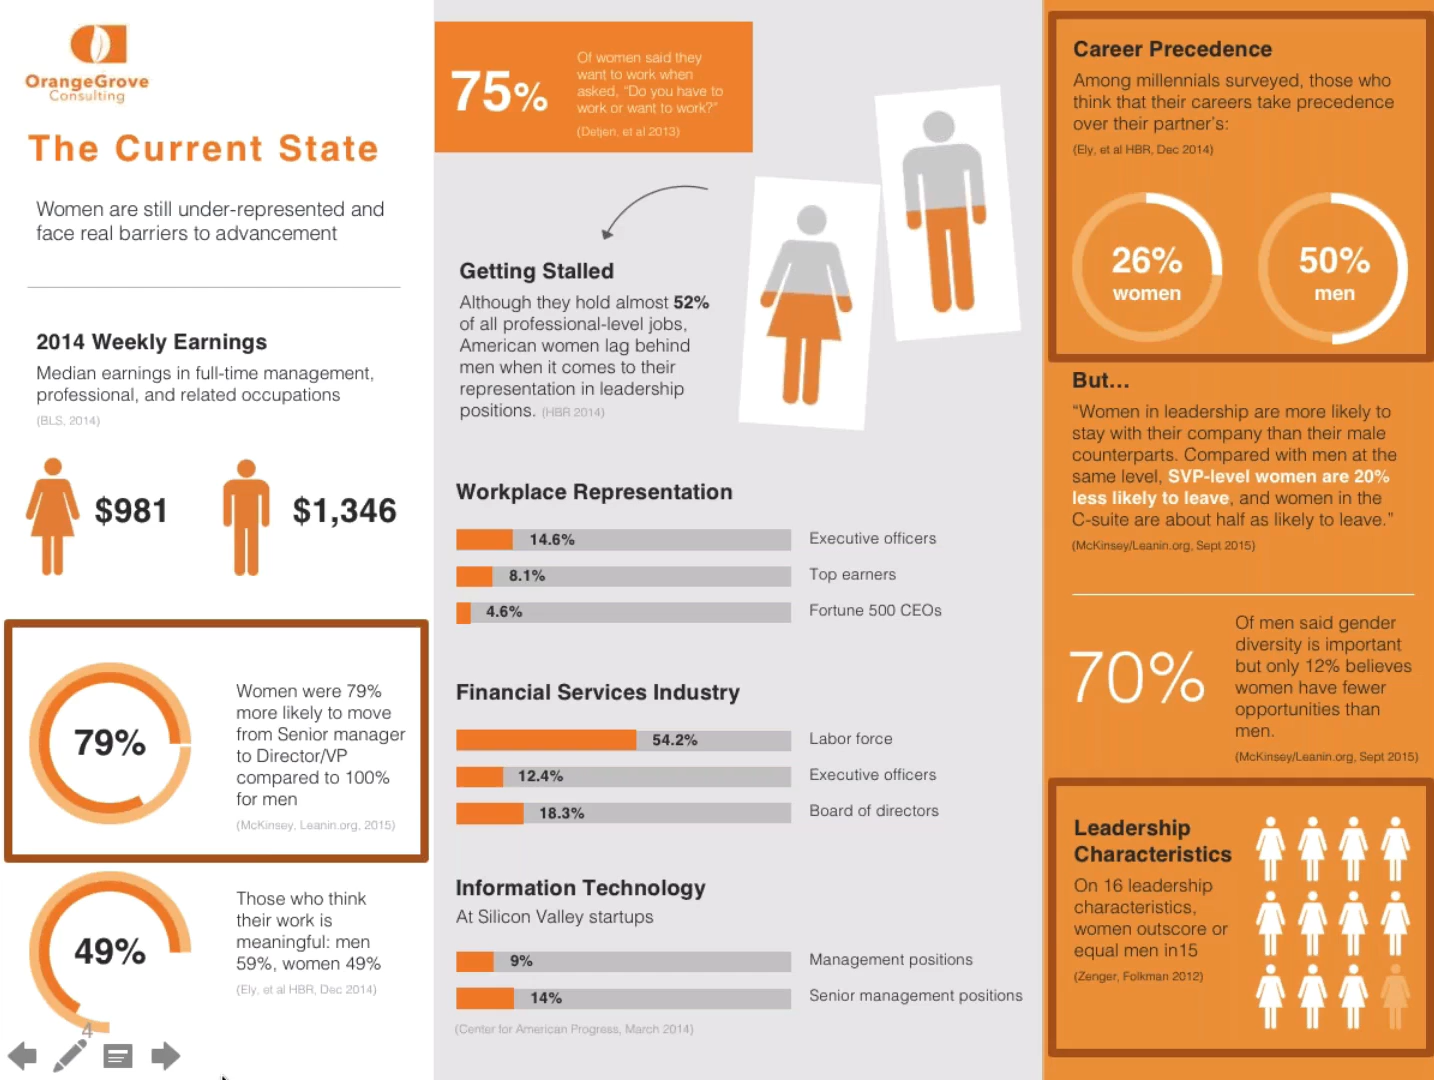 OrangeGrove
Consulting
The Current State
Women are still under-represented and
face real barriers to advancement
2014 Weekly Earnings
Median earnings in full-time management,
professional, and related occupations
(BLS, 2014)
$981
$1,346
79%
Women were 79%
more likely to move
from Senior manager
to Director/VP
compared to 100%
for men
(McKinsey, Leanin.org, 2015)
49%
Those who think
their work is
meaningful: men
59%, women 49%
(Ely, et al HBR, Dec 2014)
4
75%
Of women said they
want to work when
asked, “Do you have to
work or want to work?”
(Detjen, et al 2013)
Getting Stalled
Although they hold almost 52%
of all professional-level jobs,
American women lag behind
men when it comes to their
representation in leadership
positions. (HBR 2014)
Workplace Representation
14.6% Executive officers
8.1% Top earners
4.6% Fortune 500 CEOs
Financial Services Industry
54.2% Labor force
12.4% Executive officers
18.3% Board of directors
Information Technology
At Silicon Valley startups
9% Management positions
14% Senior management positions
(Center for American Progress, March 2014)
Career Precedence
Among millennials surveyed, those who
think that their careers take precedence
over their partner’s:
(Ely, et al HBR, Dec 2014)
26%
women
50%
men
But...
“Women in leadership are more likely to
stay with their company than their male
counterparts. Compared with men at the
same level, SVP-level women are 20%
less likely to leave, and women in the
C-suite are about half as likely to leave.”
(McKinsey/Leanin.org, Sept 2015)
70%
Of men said gender
diversity is important
but only 12% believes
women have fewer
opportunities than
men.
(McKinsey/Leanin.org, Sept 2015)
Leadership
Characteristics
On 16 leadership
characteristics,
women outscore or
equal men in15
(Zenger, Folkman 2012)